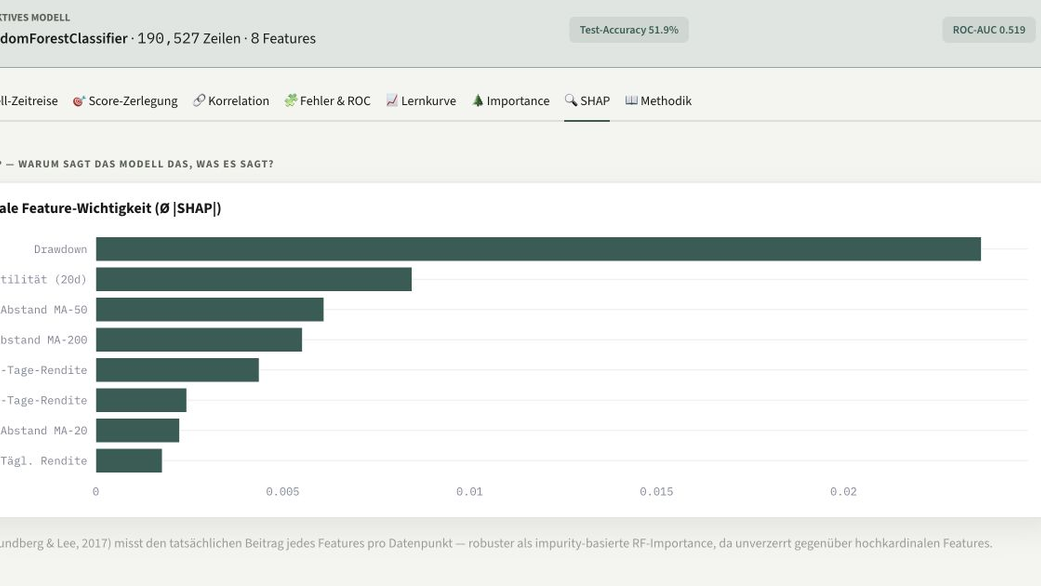 KTIVES MODELL
domForestClassifier · 190,527 Zeilen · 8 Features
Test-Accuracy 51.9%
ROC-AUC 0.519
ll-Zeitreise
Score-Zerlegung
Korrelation
Fehler & ROC
Lernkurve
Importance
SHAP
Methodik
P — WARUM SAGT DAS MODELL DAS, WAS ES SAGT?
ale Feature-Wichtigkeit (Ø |SHAP|)
Drawdown
tilität (20d)
Abstand MA-50
bstand MA-200
-Tage-Rendite
-Tage-Rendite
Abstand MA-20
Tägl. Rendite
0 0.005 0.01 0.015 0.02
undberg & Lee, 2017) misst den tatsächlichen Beitrag jedes Features pro Datenpunkt — robuster als impurity-basierte RF-Importance, da unverzerrt gegenüber hochkardinalen Features.